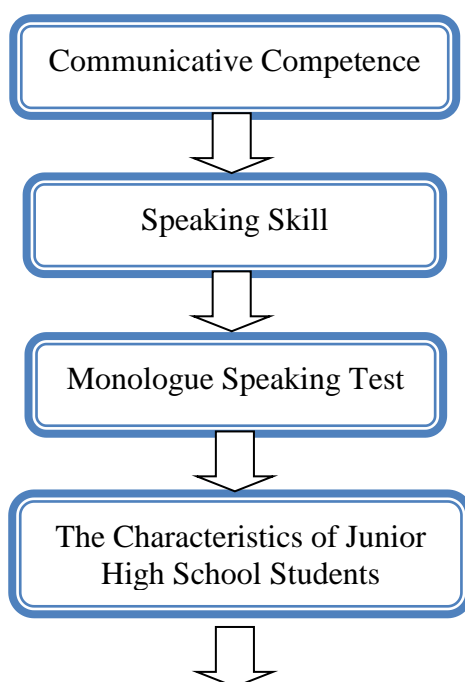 Communicative Competence
Speaking Skill
Monologue Speaking Test
The Characteristics of Junior
High School Students